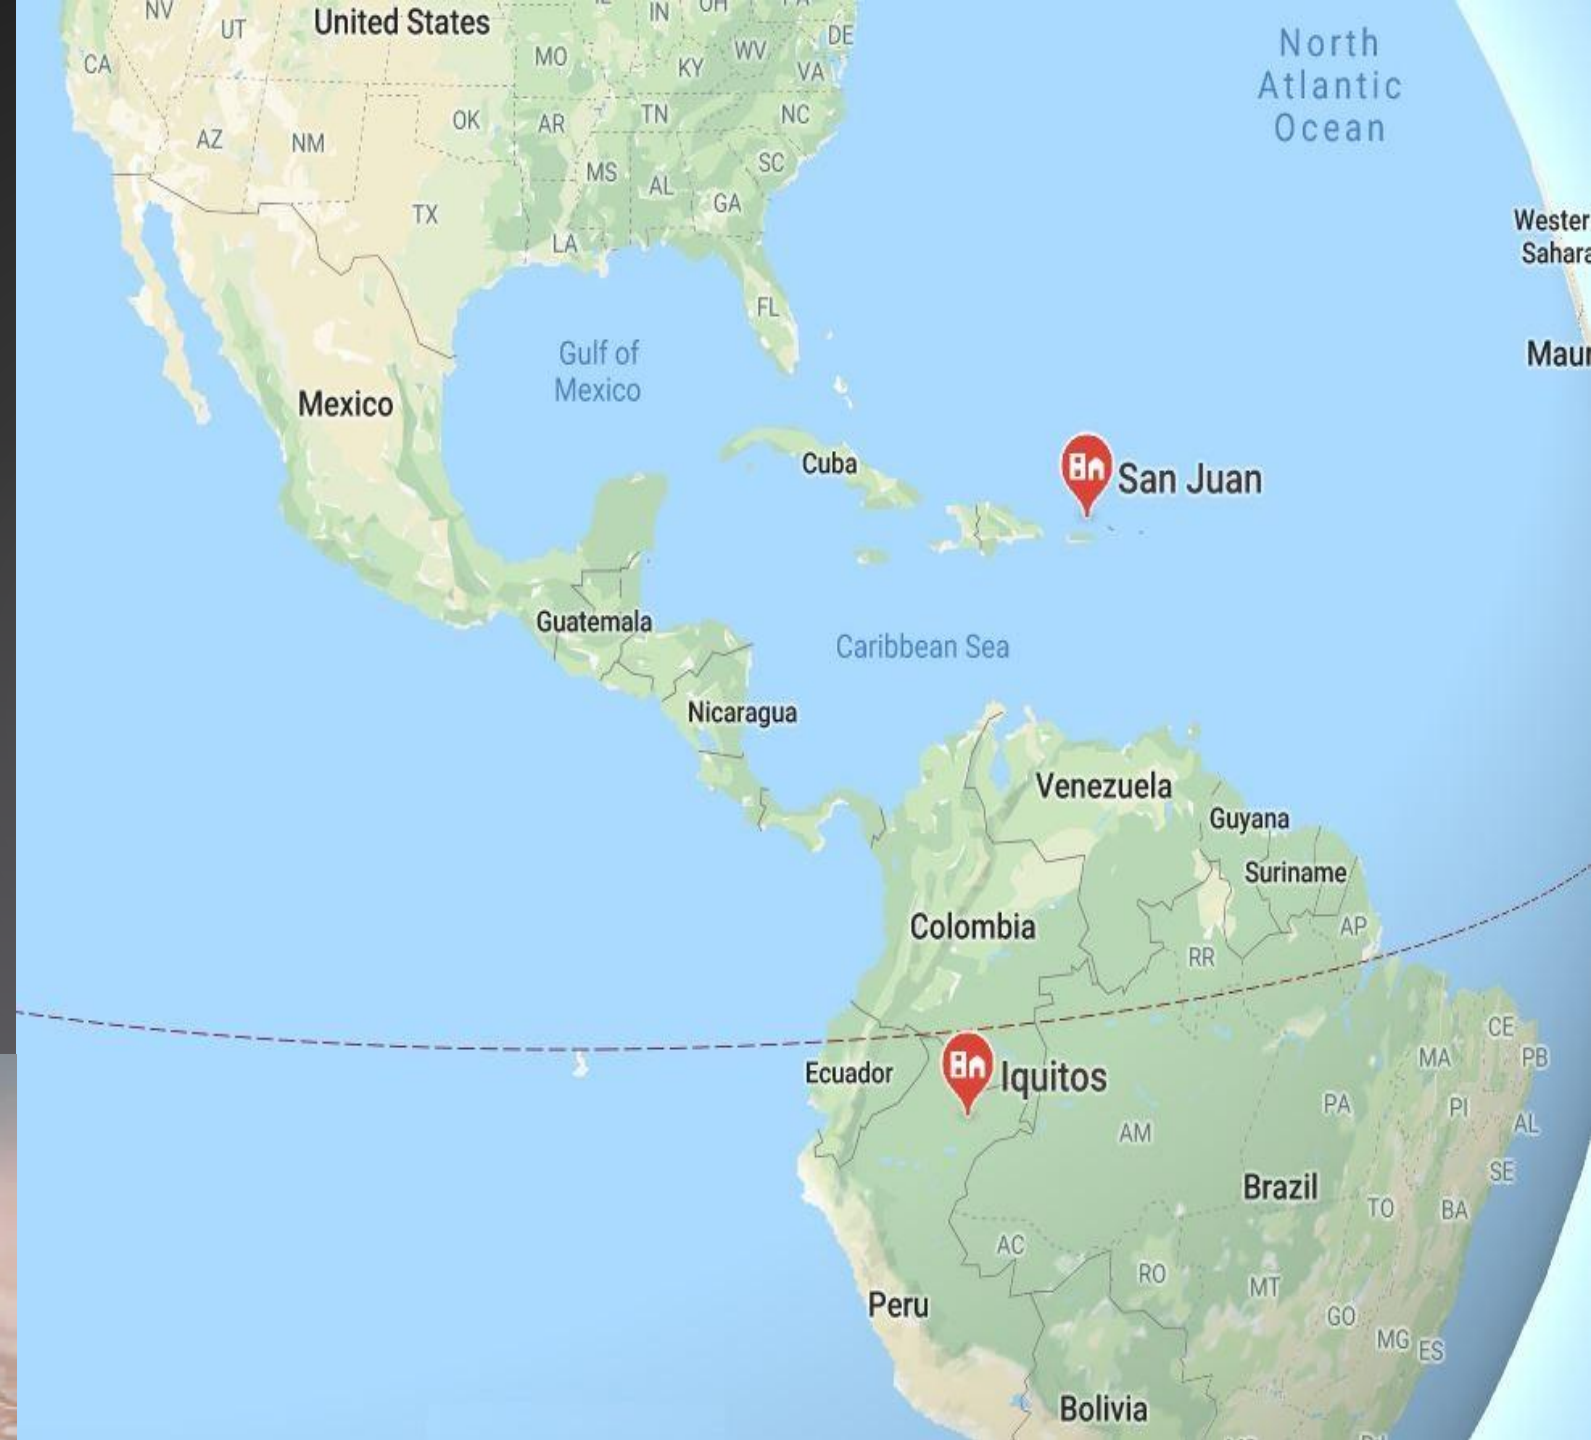 NV
UT
United States
IN
OH
PA
CA
MO
KY
WV
DE
VA
AZ
NM
OK
AR
TN
NC
MS
AL
SC
GA
TX
LA
FL
North
Atlantic
Ocean
Wester
Sahara
Maur
Gulf of
Mexico
Mexico
Cuba
San Juan
Guatemala
Caribbean Sea
Nicaragua
Venezuela
Guyana
Suriname
Colombia
AP
RR
Ecuador
Iquitos
CE
MA
PB
PA
PI
AL
AM
SE
Brazil
TO
BA
AC
RO
MT
Peru
GO
MG
ES
Bolivia